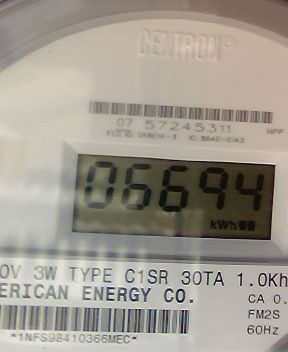 CENTRON®
07 57245311
HPP
06694
kWh
0V 3W TYPE C1SR 30TA 1.0Kh
ERICAN ENERGY CO.
CA 0.
FM2S
60Hz
*1NFS98410366MEC*